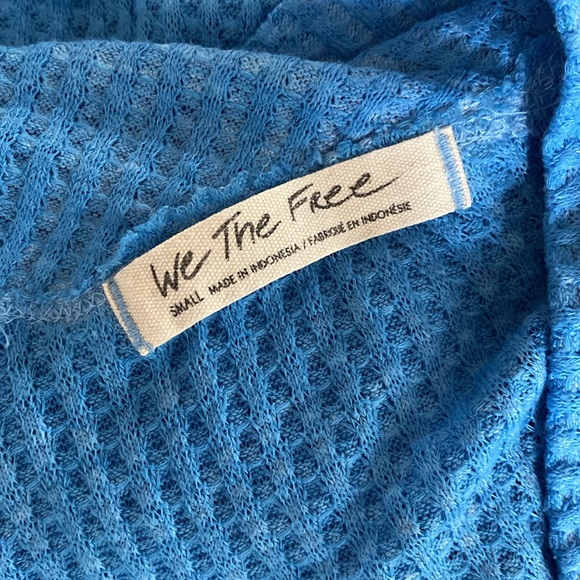 We The Free
SMALL MADE IN INDONESIA / FABRIQUÉ EN INDONÉSIE